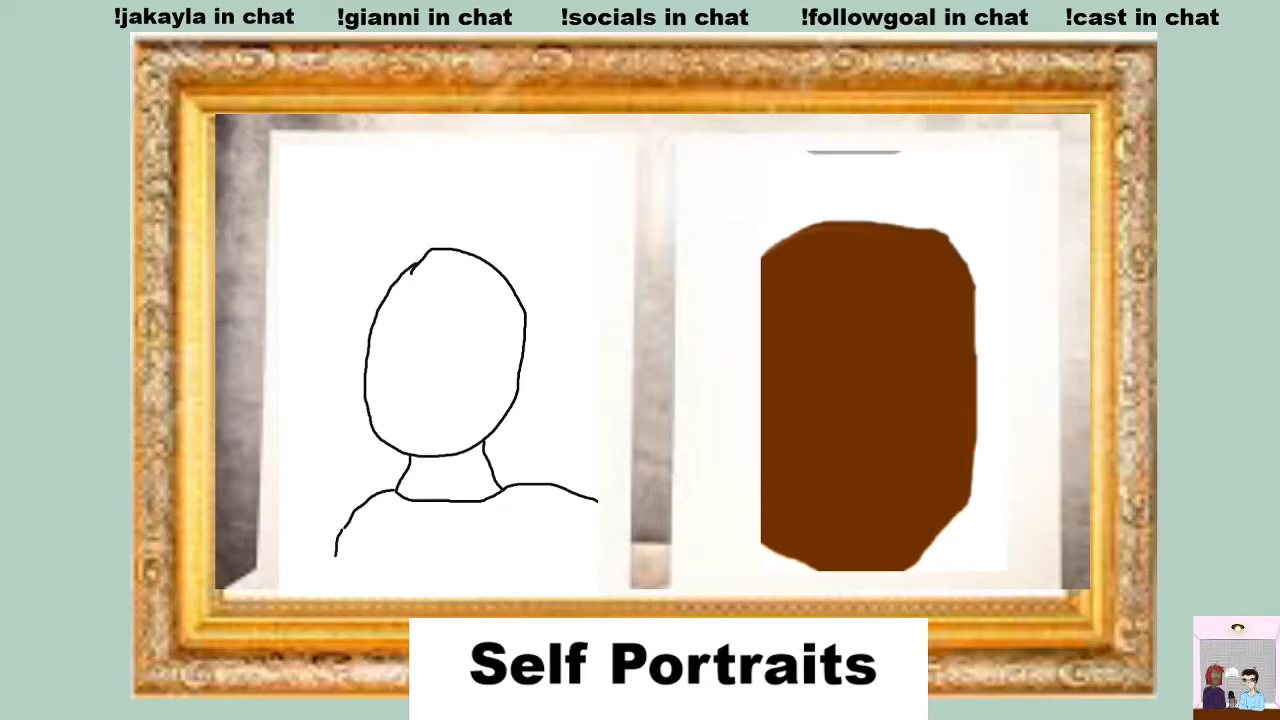 !jakayla in chat !gianni in chat !socials in chat !followgoal in chat !cast in chat
Self Portraits